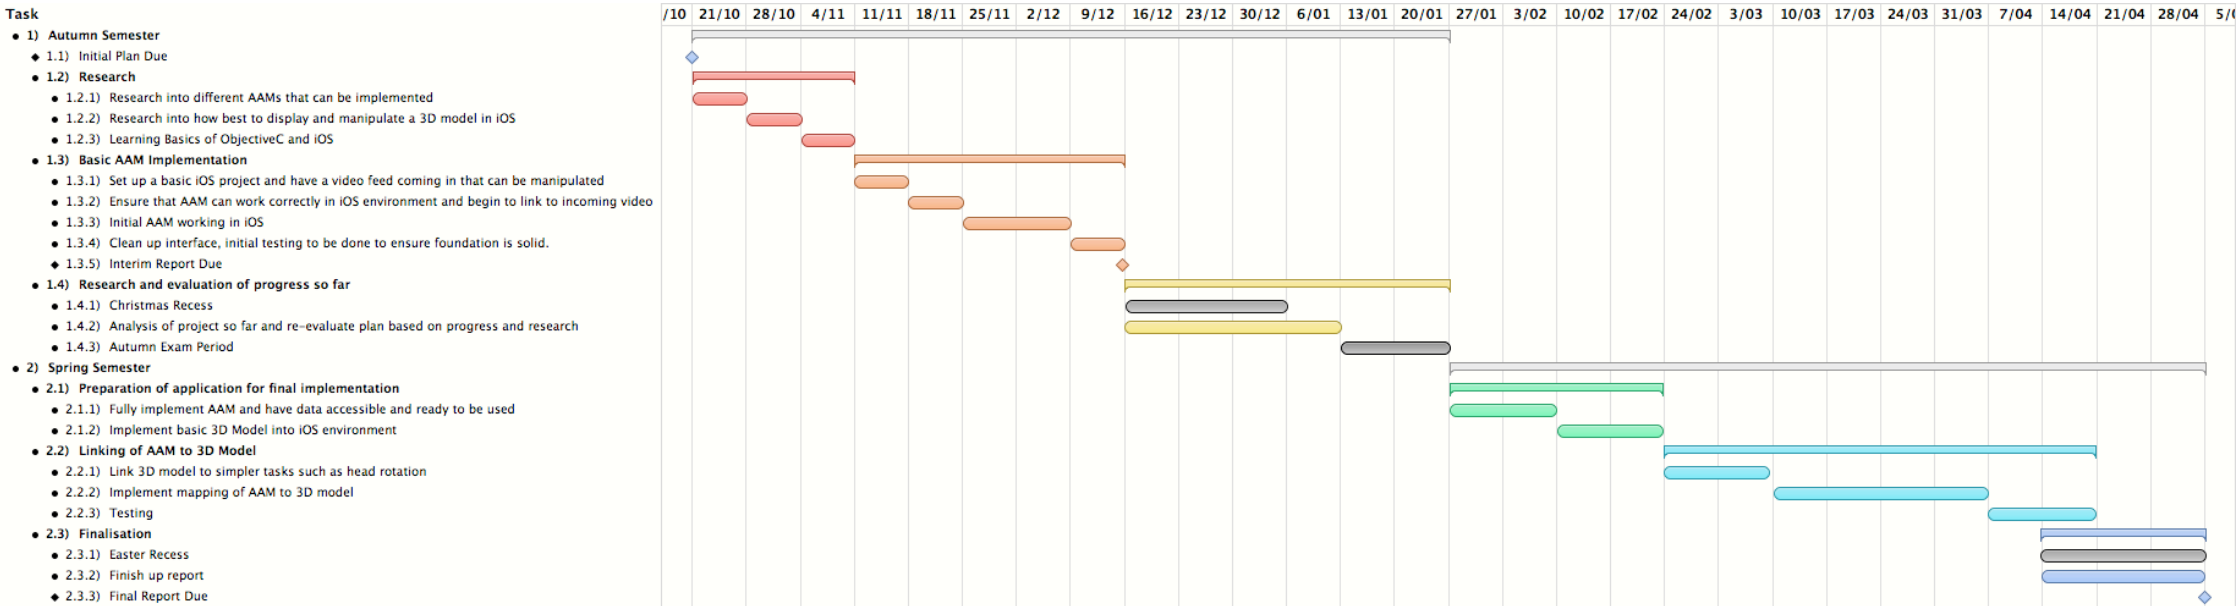 Task /10 21/10 28/10 4/11 11/11 18/11 25/11 2/12 9/12 16/12 23/12 30/12 6/01 13/01 20/01 27/01 3/02 10/02 17/02 24/02 3/03 10/03 17/03 24/03 31/03 7/04 14/04 21/04 28/04
1) Autumn Semester
1.1) Initial Plan Due
1.2) Research
1.2.1) Research into different AAMs that can be implemented
1.2.2) Research into how best to display and manipulate a 3D model in iOS
1.2.3) Learning Basics of ObjectiveC and iOS
1.3) Basic AAM Implementation
1.3.1) Set up a basic iOS project and have a video feed coming in that can be manipulated
1.3.2) Ensure that AAM can work correctly in iOS environment and begin to link to incoming video
1.3.3) Initial AAM working in iOS
1.3.4) Clean up interface, initial testing to be done to ensure foundation is solid.
1.3.5) Interim Report Due
1.4) Research and evaluation of progress so far
1.4.1) Christmas Recess
1.4.2) Analysis of project so far and re-evaluate plan based on progress and research
1.4.3) Autumn Exam Period
2) Spring Semester
2.1) Preparation of application for final implementation
2.1.1) Fully implement AAM and have data accessible and ready to be used
2.1.2) Implement basic 3D Model into iOS environment
2.2) Linking of AAM to 3D Model
2.2.1) Link 3D model to simpler tasks such as head rotation
2.2.2) Implement mapping of AAM to 3D model
2.2.3) Testing
2.3) Finalisation
2.3.1) Easter Recess
2.3.2) Finish up report
2.3.3) Final Report Due